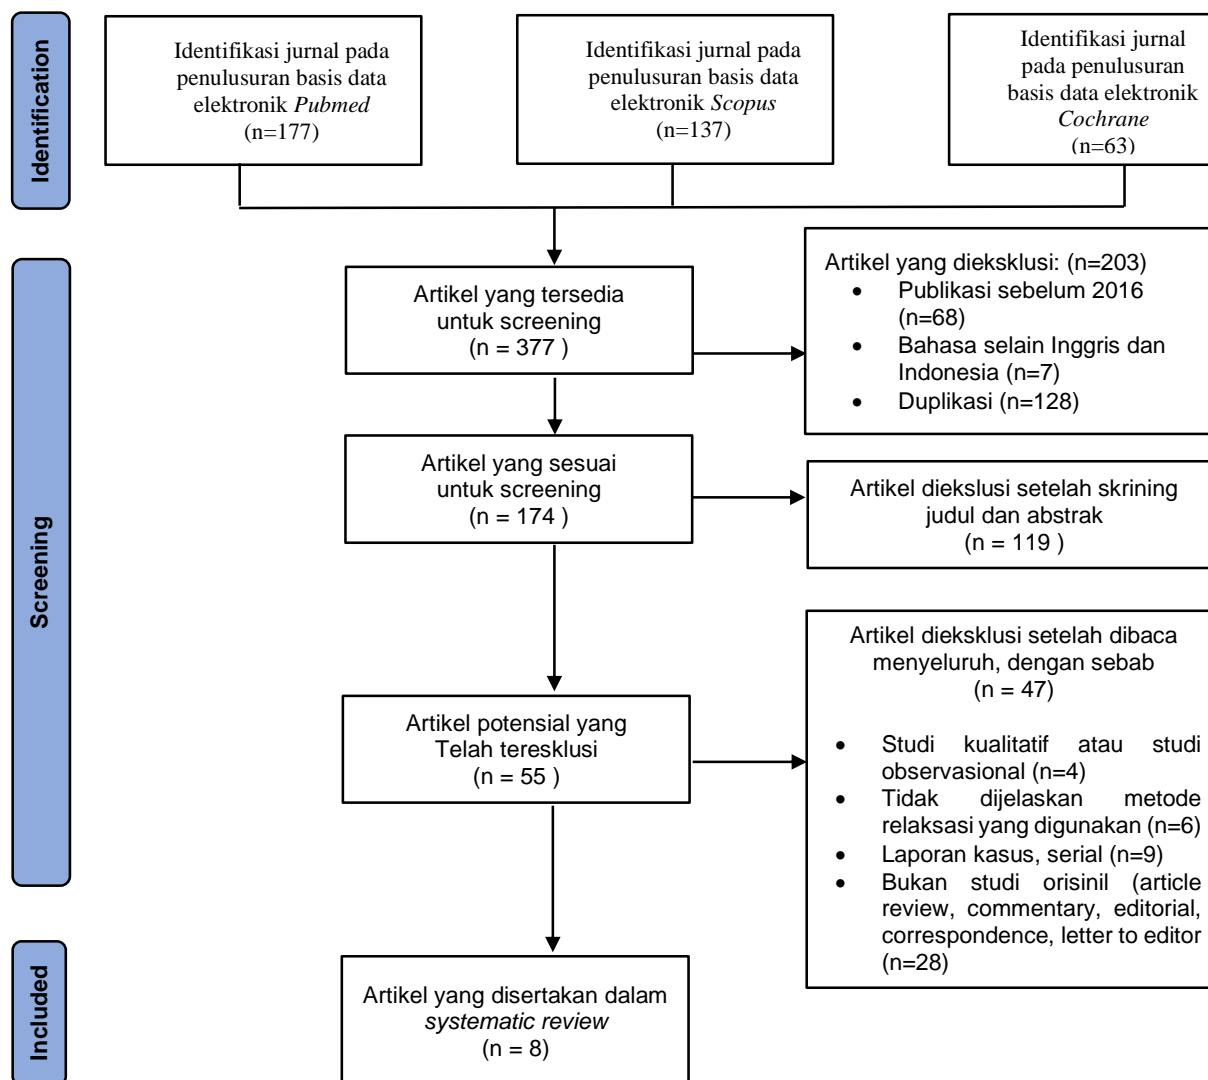 Identification
Identifikasi jurnal pada
penulusuran basis data
elektronik Pubmed
(n=177)
Identifikasi jurnal pada
penulusuran basis data
elektronik Scopus
(n=137)
Identifikasi jurnal
pada penulusuran
basis data elektronik
Cochrane
(n=63)
Screening
Artikel yang tersedia
untuk screening
(n = 377 )
Artikel yang dieksklusi: (n=203)
• Publikasi sebelum 2016
(n=68)
• Bahasa selain Inggris dan
Indonesia (n=7)
• Duplikasi (n=128)
Artikel yang sesuai
untuk screening
(n = 174 )
Artikel diekslusi setelah skrining
judul dan abstrak
(n = 119 )
Artikel potensial yang
Telah teresklusi
(n = 55 )
Artikel dieksklusi setelah dibaca
menyeluruh, dengan sebab
(n = 47)
• Studi kualitatif atau studi
observasional (n=4)
• Tidak dijelaskan metode
relaksasi yang digunakan (n=6)
• Laporan kasus, serial (n=9)
• Bukan studi orisinil (article
review, commentary, editorial,
correspondence, letter to editor
(n=28)
Included
Artikel yang disertakan dalam
systematic review
(n = 8)